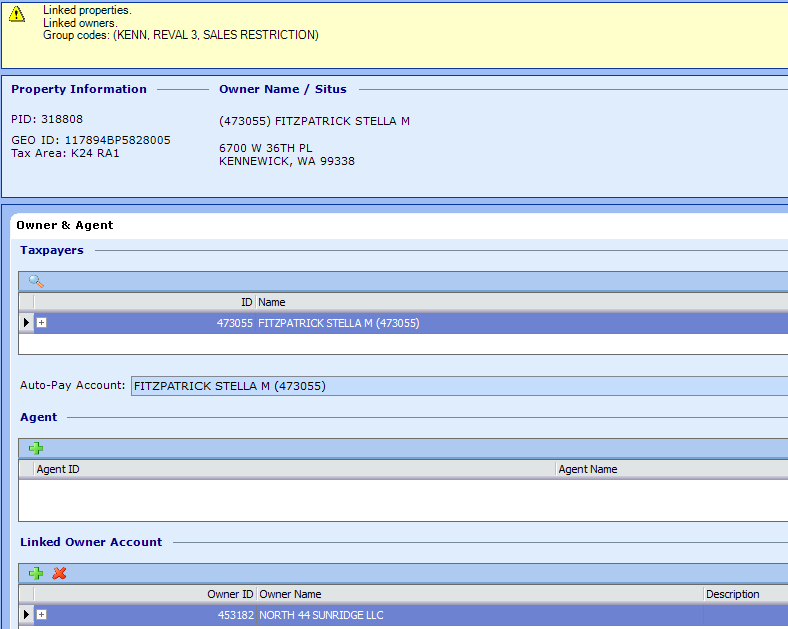 Linked properties.
Linked owners.
Group codes: (KENN, REVAL 3, SALES RESTRICTION)
Property Information
Owner Name / Situs
PID: 318808
(473055) FITZPATRICK STELLA M
GEO ID: 117894BP5828005
Tax Area: K24 RA1
6700 W 36TH PL
KENNEWICK, WA 99338
Owner & Agent
Taxpayers
ID Name
473055 FITZPATRICK STELLA M (473055)
Auto-Pay Account: FITZPATRICK STELLA M (473055)
Agent
Agent ID Agent Name
Linked Owner Account
Owner ID Owner Name Description
453182 NORTH 44 SUNRIDGE LLC